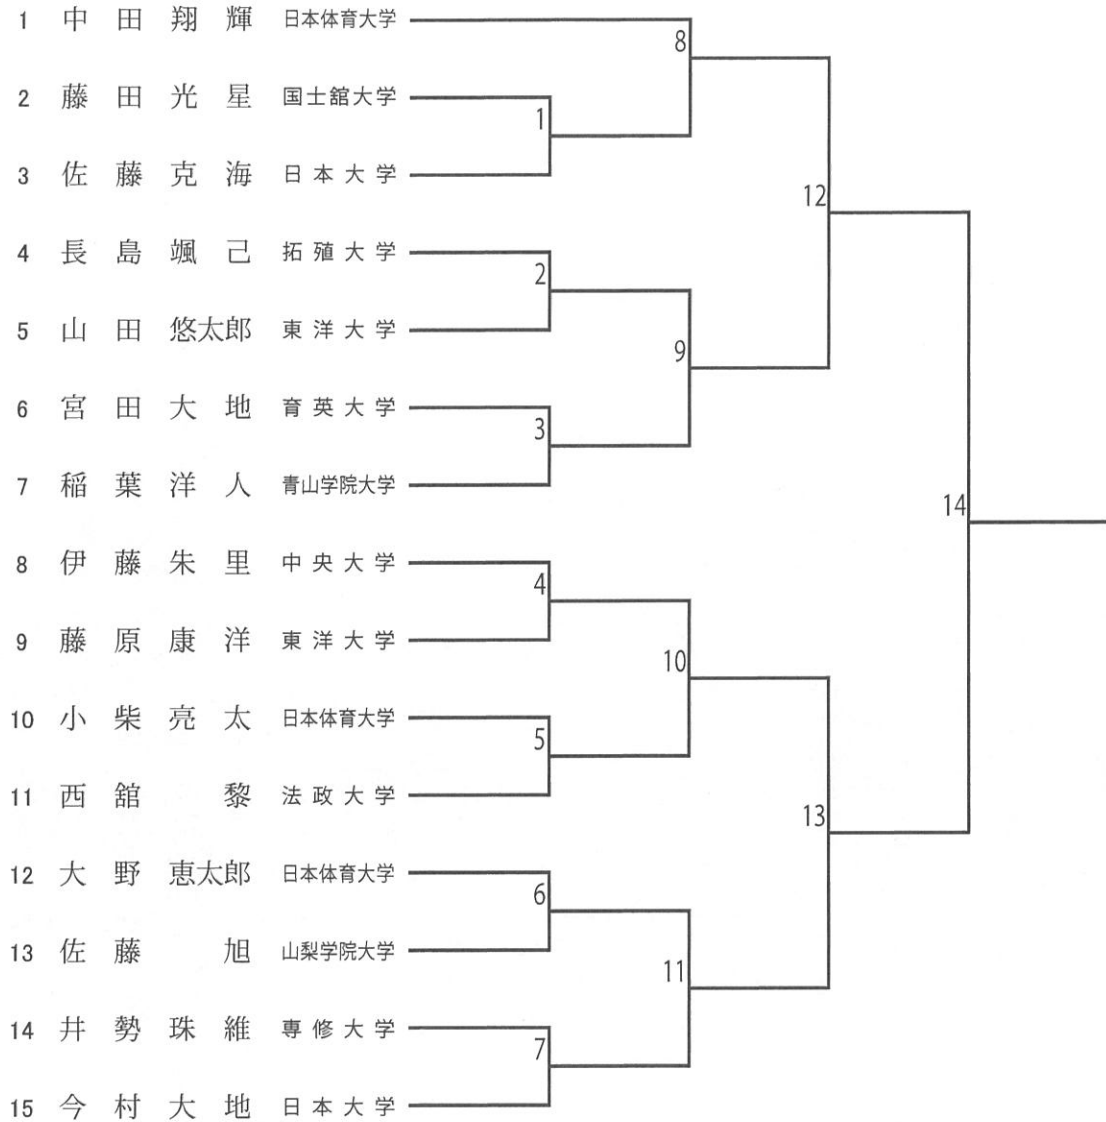 1 中田翔輝 日本体育大学
8
2 藤田光星 国士舘大学
1
3 佐藤克海 日本大学
12
4 長島颯己 拓殖大学
2
5 山田悠太郎 東洋大学
9
6 宮田大地 育英大学
3
7 稲葉洋人 青山学院大学
14
8 伊藤朱里 中央大学
4
9 藤原康洋 東洋大学
10
10 小柴亮太 日本体育大学
5
11 西舘黎 法政大学
13
12 大野恵太郎 日本体育大学
6
13 佐藤旭 山梨学院大学
11
14 井勢珠維 専修大学
7
15 今村大地 日本大学